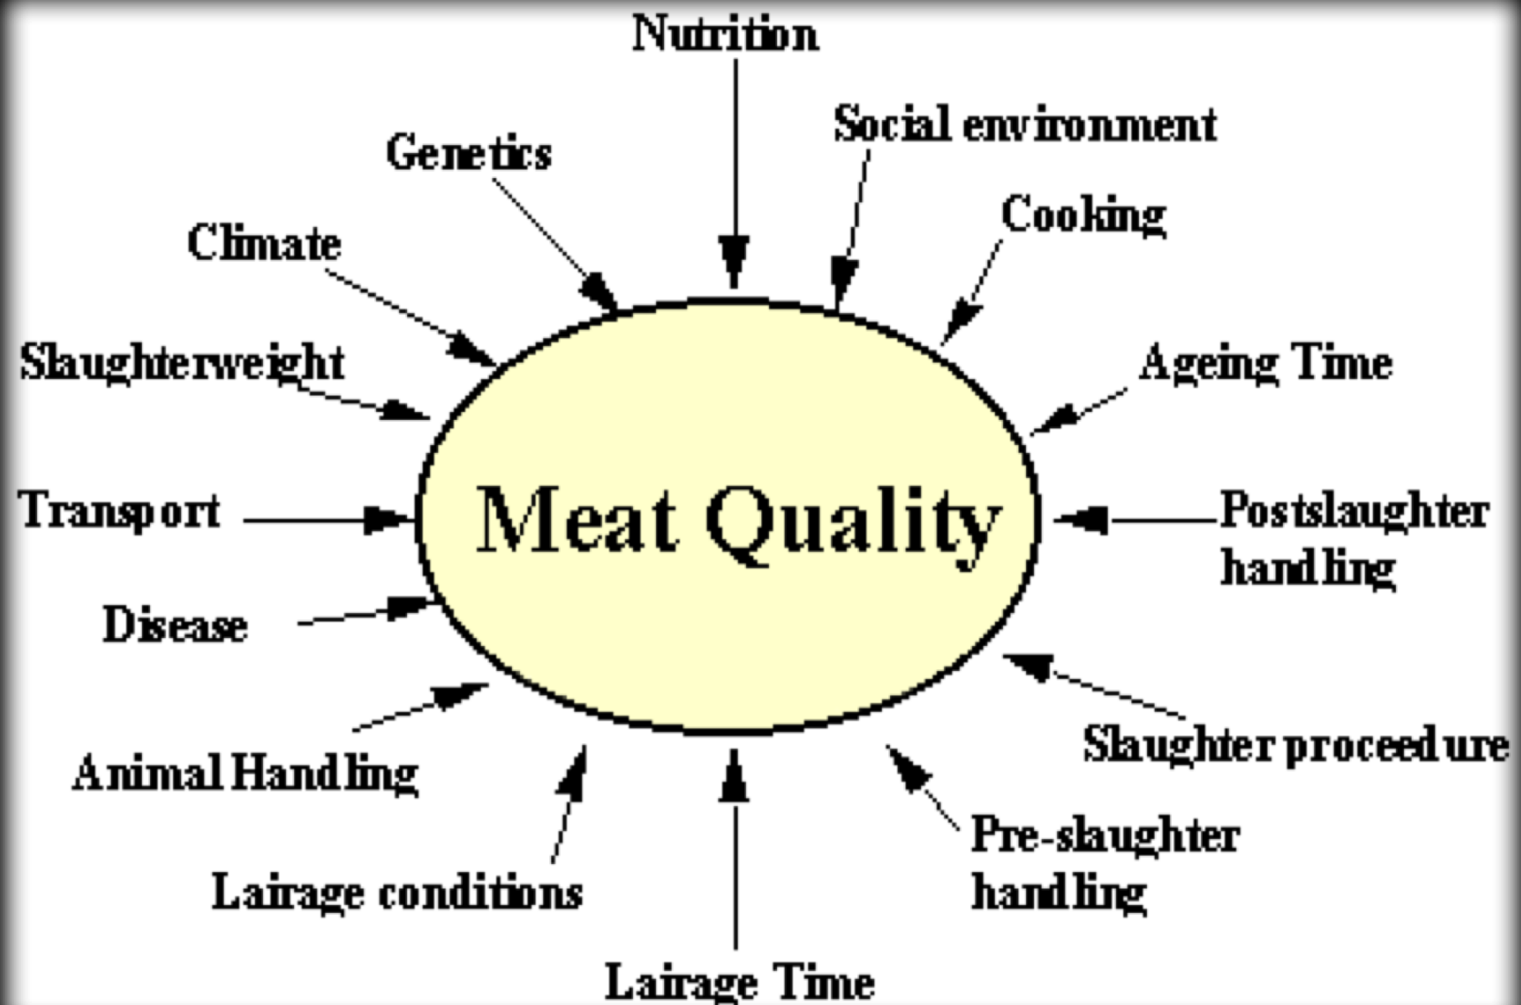 Nutrition
Social environment
Genetics
Cooking
Climate
Slaughterweight
Ageing Time
Meat Quality
Transport
Postslaughter
handling
Disease
Slaughter proceedure
Animal Handling
Pre-slaughter
handling
Lairage conditions
Lairage Time